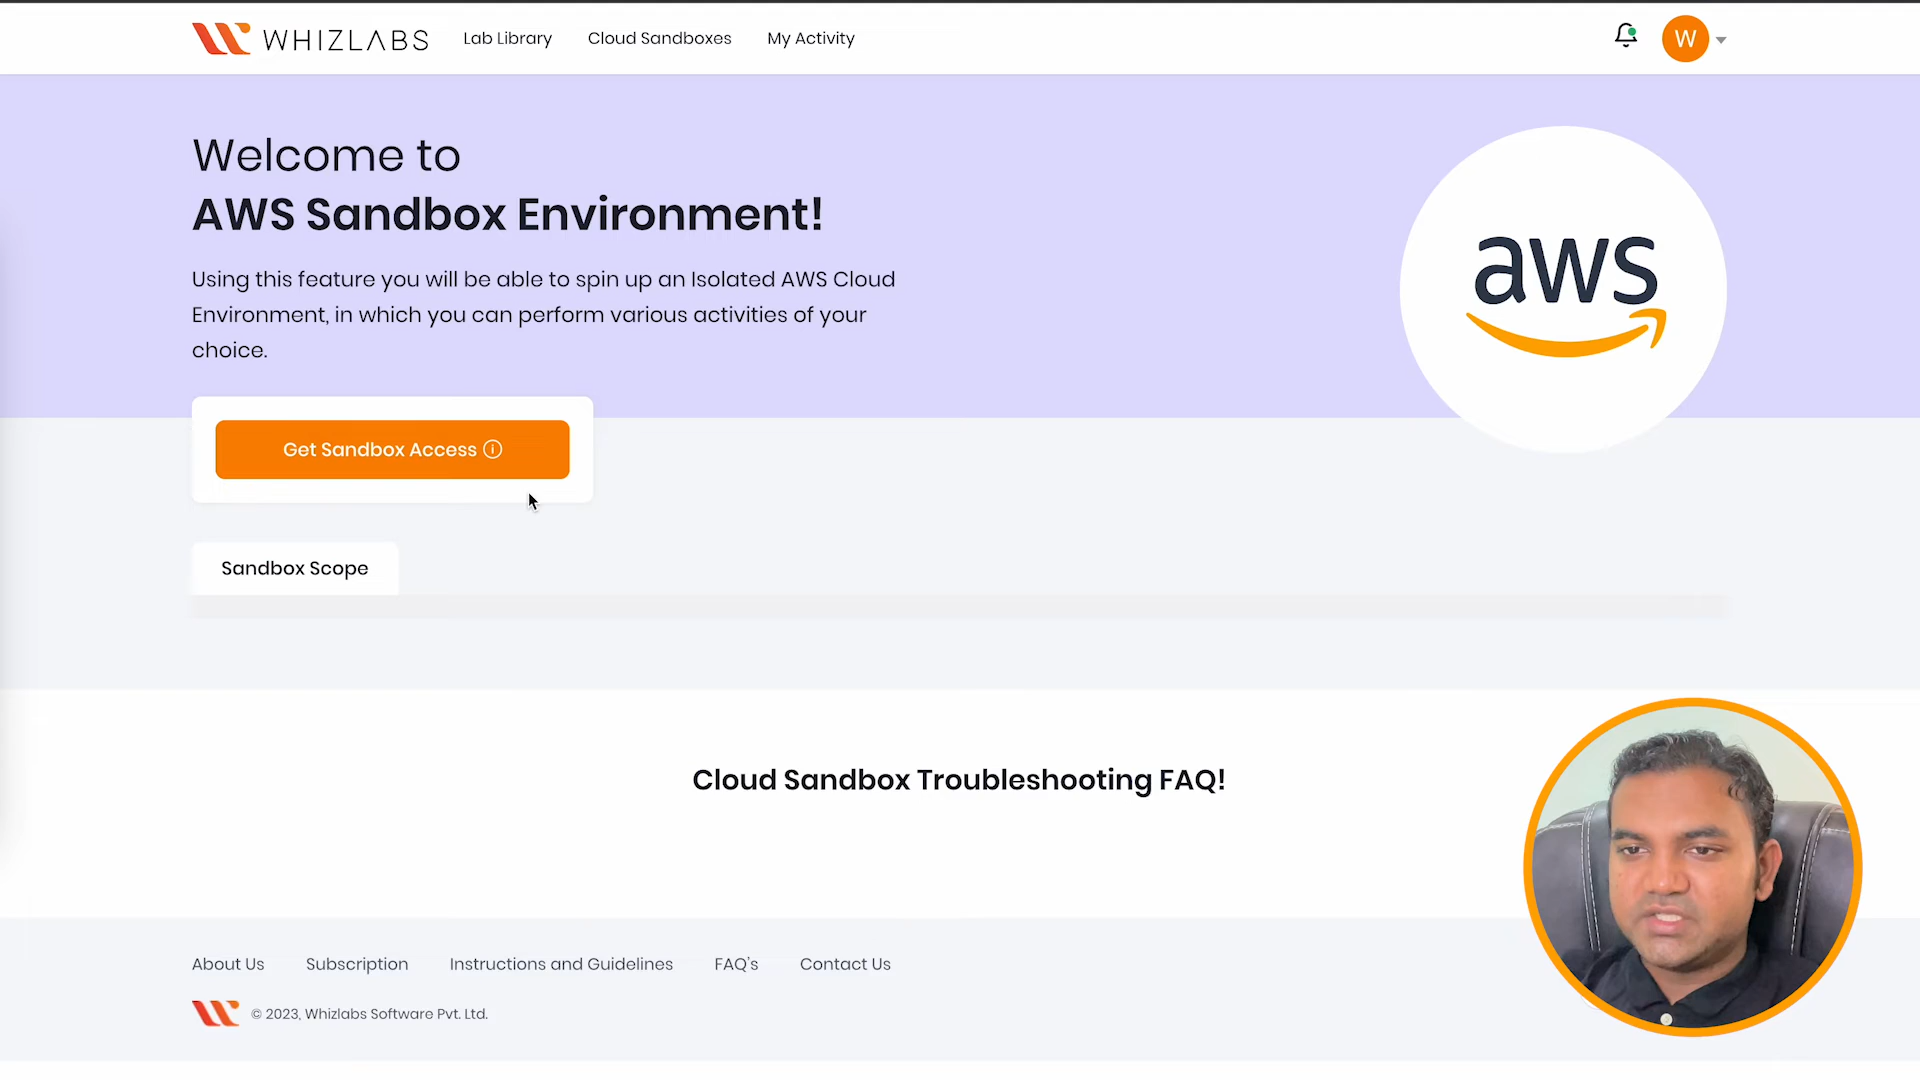 WHIZLABS
Lab Library
Cloud Sandboxes
My Activity
W
Welcome to
AWS Sandbox Environment!
Using this feature you will be able to spin up an Isolated AWS Cloud
Environment, in which you can perform various activities of your
choice.
aws
Get Sandbox Access
Sandbox Scope
Cloud Sandbox Troubleshooting FAQ!
About Us
Subscription
Instructions and Guidelines
FAQ's
Contact Us
© 2023, Whizlabs Software Pvt. Ltd.